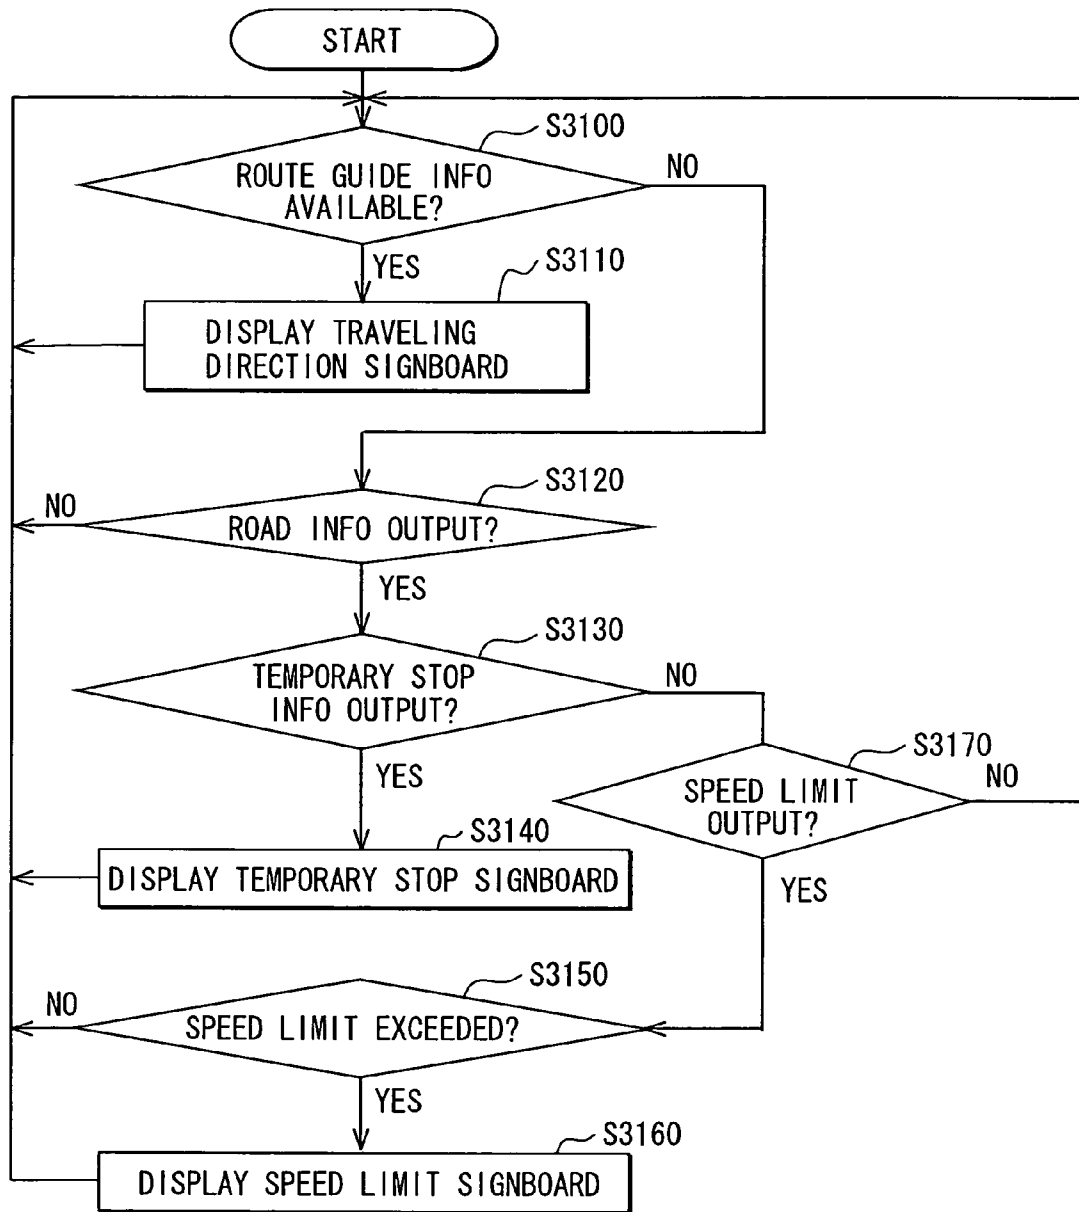 START
S3100
ROUTE GUIDE INFO
AVAILABLE?
NO
YES
S3110
DISPLAY TRAVELING
DIRECTION SIGNBOARD
S3120
NO
ROAD INFO OUTPUT?
YES
S3130
TEMPORARY STOP
INFO OUTPUT?
NO
YES
S3170
SPEED LIMIT
OUTPUT?
NO
YES
S3140
DISPLAY TEMPORARY STOP SIGNBOARD
S3150
NO
SPEED LIMIT EXCEEDED?
YES
S3160
DISPLAY SPEED LIMIT SIGNBOARD